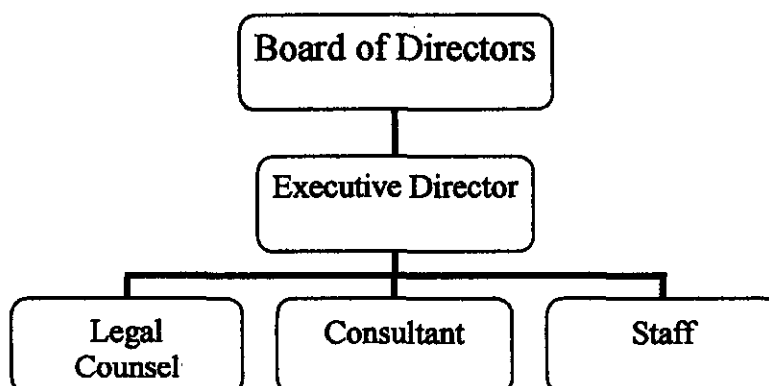 Board of Directors
Executive Director
Legal
Counsel
Consultant
Staff